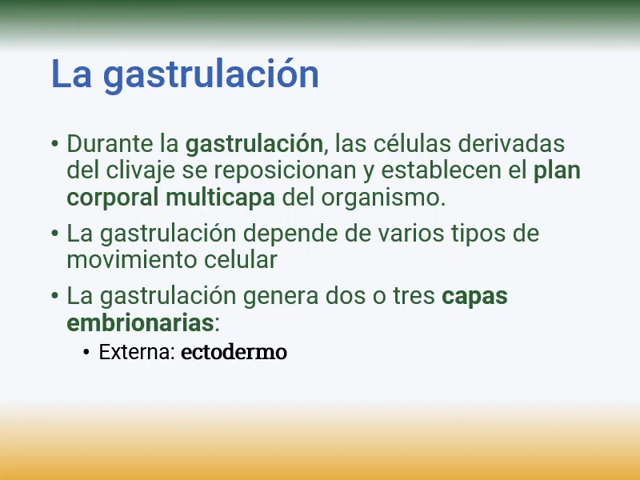 La gastrulación
• Durante la gastrulación, las células derivadas
del clivaje se reposicionan y establecen el plan
corporal multicapa del organismo.
• La gastrulación depende de varios tipos de
movimiento celular
• La gastrulación genera dos o tres capas
embrionarias:
• Externa: ectodermo